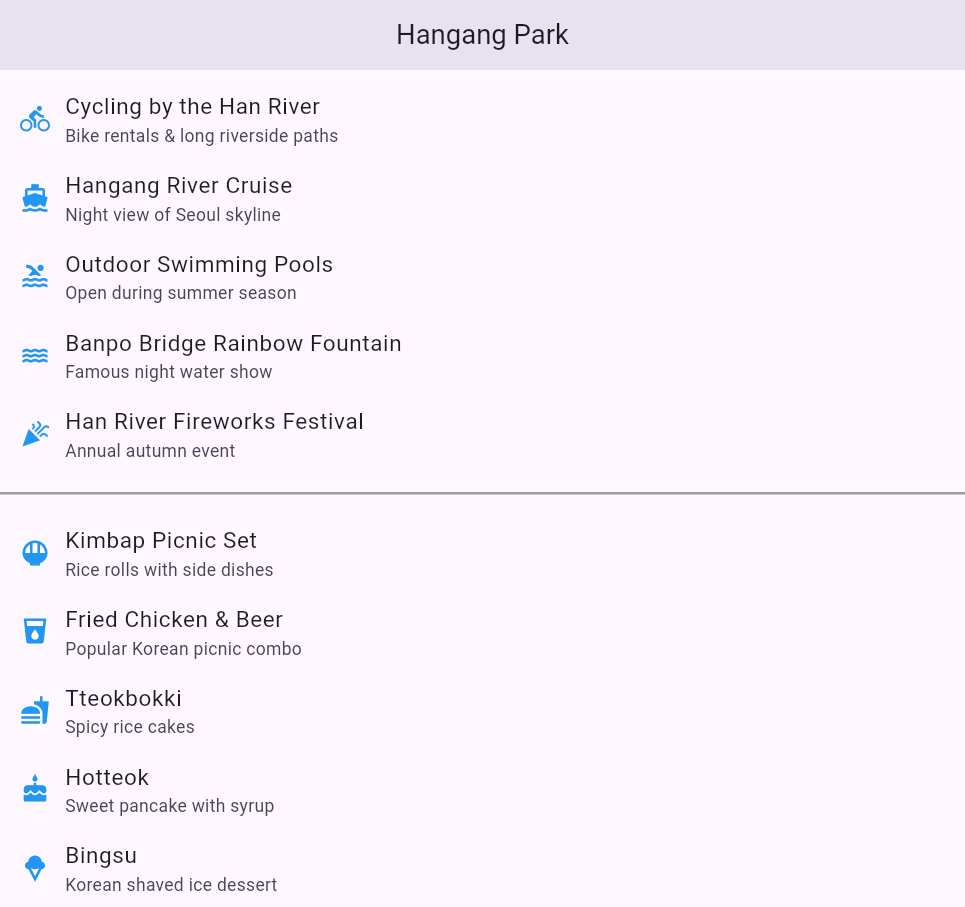 Hangang Park
Cycling by the Han River
Bike rentals & long riverside paths
Hangang River Cruise
Night view of Seoul skyline
Outdoor Swimming Pools
Open during summer season
Banpo Bridge Rainbow Fountain
Famous night water show
Han River Fireworks Festival
Annual autumn event
Kimbap Picnic Set
Rice rolls with side dishes
Fried Chicken & Beer
Popular Korean picnic combo
Tteokbokki
Spicy rice cakes
Hotteok
Sweet pancake with syrup
Bingsu
Korean shaved ice dessert